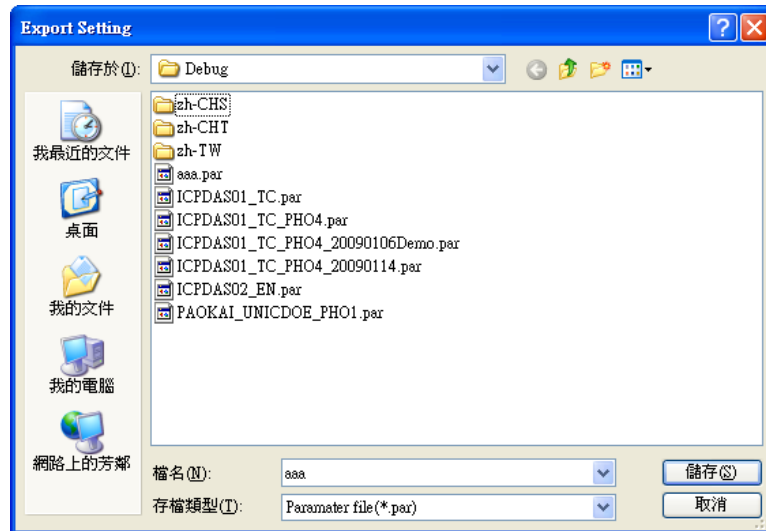 Export Setting
儲存於(I):
Debug
我最近的文件
桌面
我的文件
我的電腦
網路上的芳鄰
zh-CHS
zh-CHT
zh-TW
aaa.par
ICPDAS01_TC.par
ICPDAS01_TC_PHO4.par
ICPDAS01_TC_PHO4_20090106Demo.par
ICPDAS01_TC_PHO4_20090114.par
ICPDAS02_EN.par
PAOKAI_UNICDOE_PHO1.par
檔名(N):
aaa
儲存(S)
存檔類型(T):
Paramater file(*.par)
取消